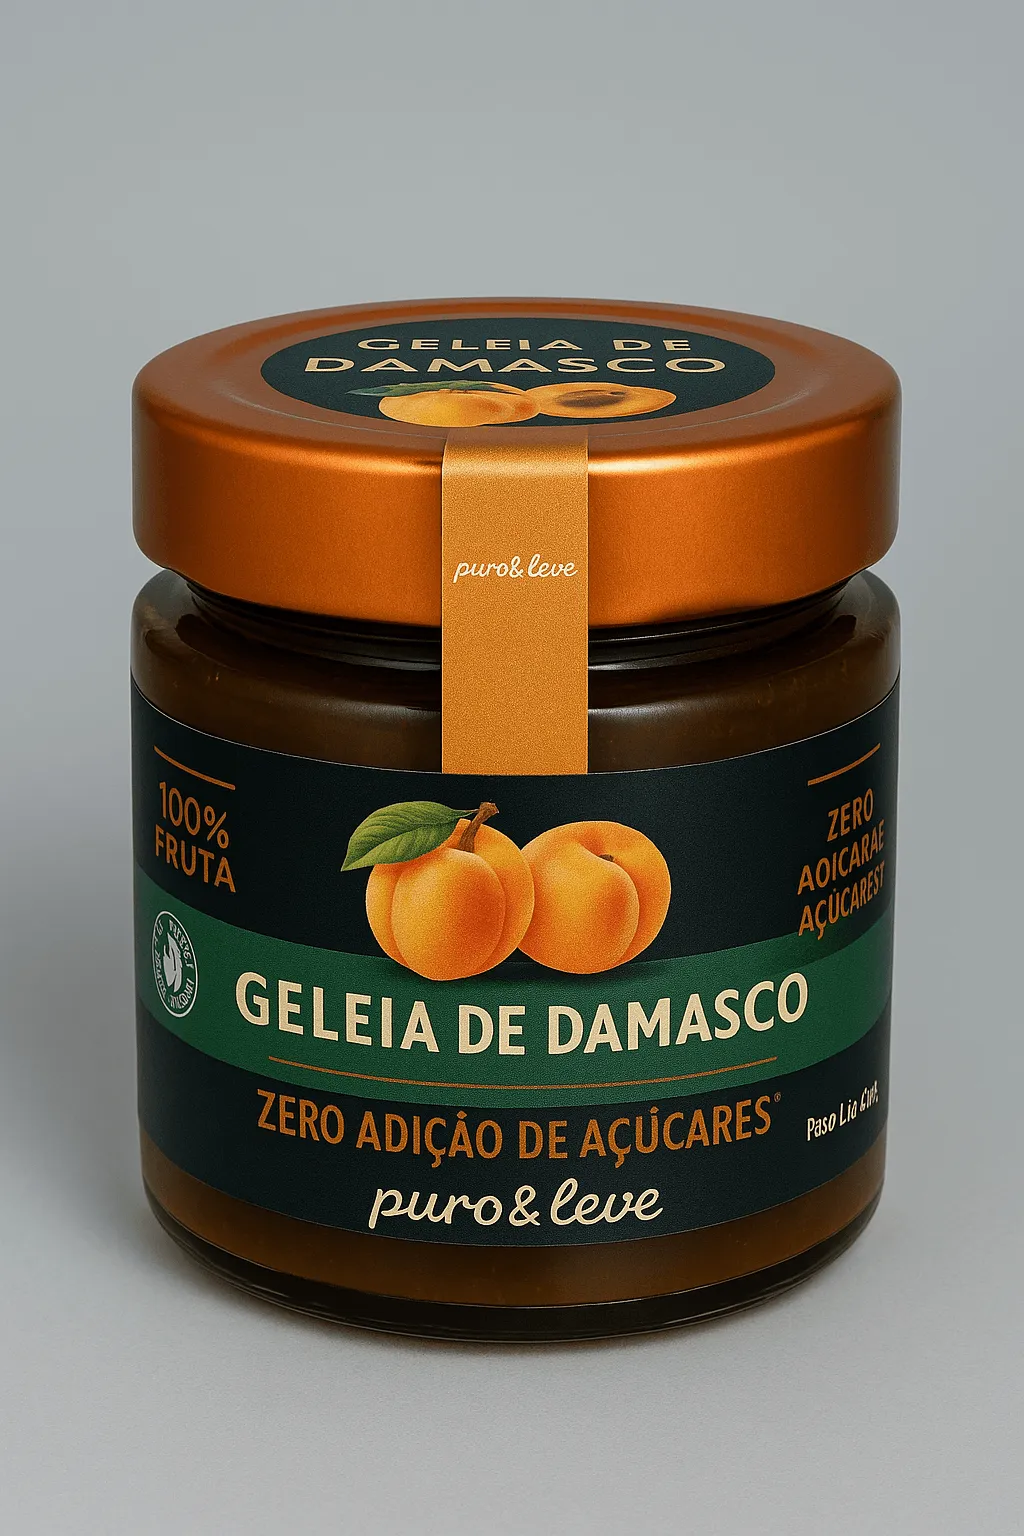 GELEIA DE
DAMASCO
puro&leve
100%
FRUTA
ZERO
AOICARAE
AÇÚCAREST
GELEIA DE DAMASCO
ZERO ADIÇÃO DE AÇÚCARES®
Paso Lia
puro&leve